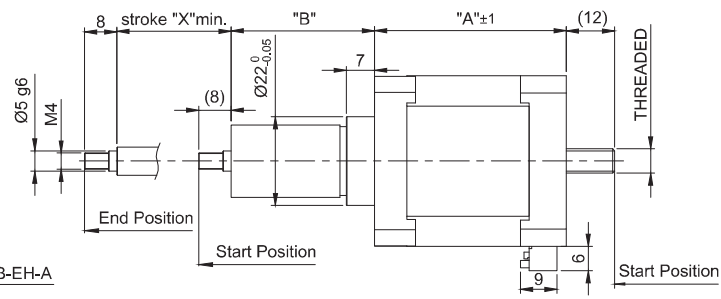 8
stroke "X"min.
"B"
"A"±1
(12)
7
Ø22 0 -0.05
(8)
Ø5 g6
M4
THREADED
End Position
Start Position
6
9
Start Position
B-EH-A